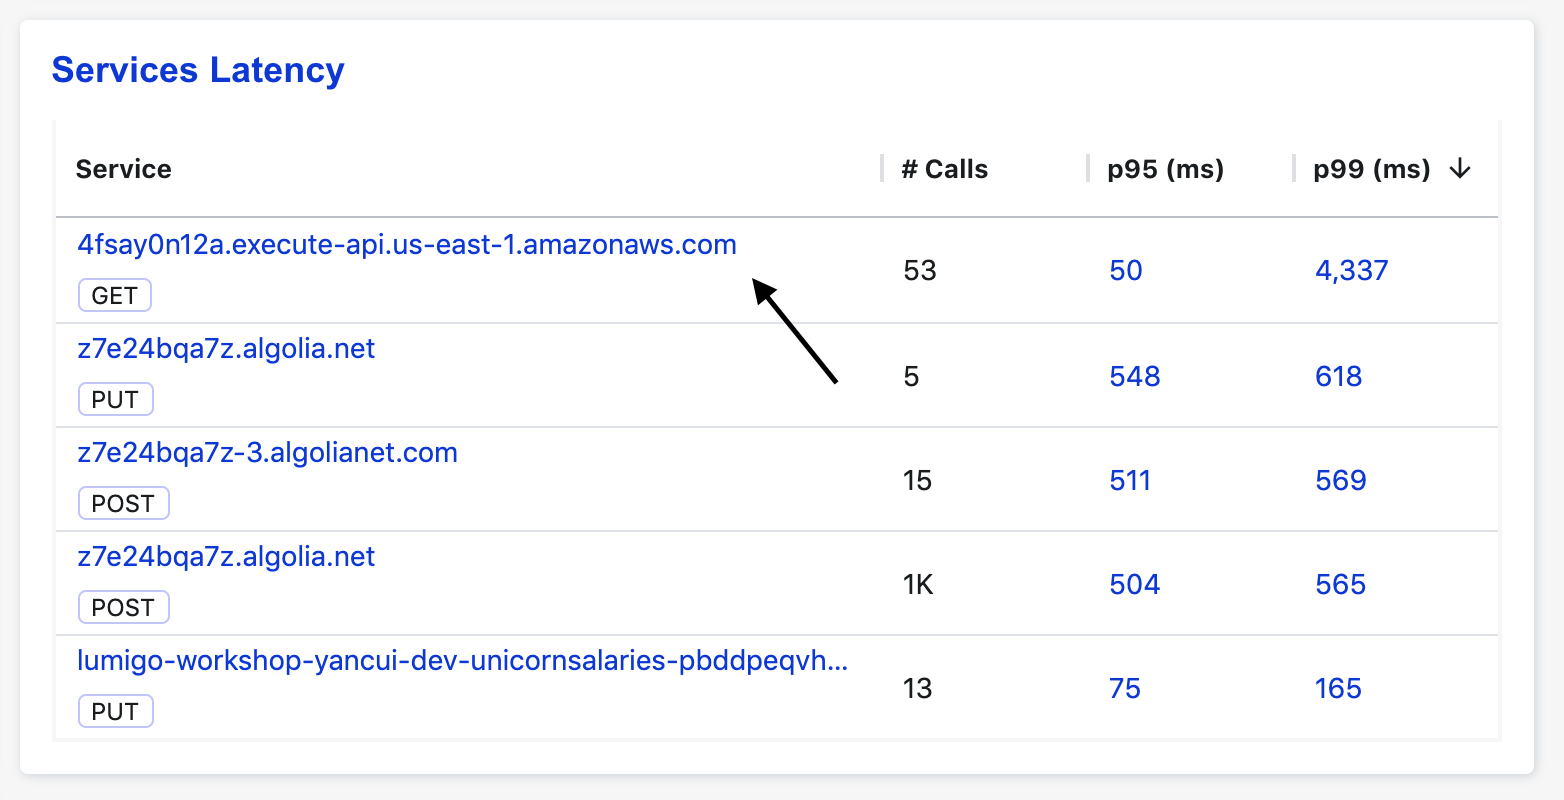 Services Latency
Service # Calls p95 (ms) p99 (ms) ↓
4fsay0n12a.execute-api.us-east-1.amazonaws.com
GET
53 50 4,337
z7e24bqa7z.algolia.net
PUT
5 548 618
z7e24bqa7z-3.algolianet.com
POST
15 511 569
z7e24bqa7z.algolia.net
POST
1K 504 565
lumigo-workshop-yancui-dev-unicornsalaries-pbddpeqvh...
PUT
13 75 165